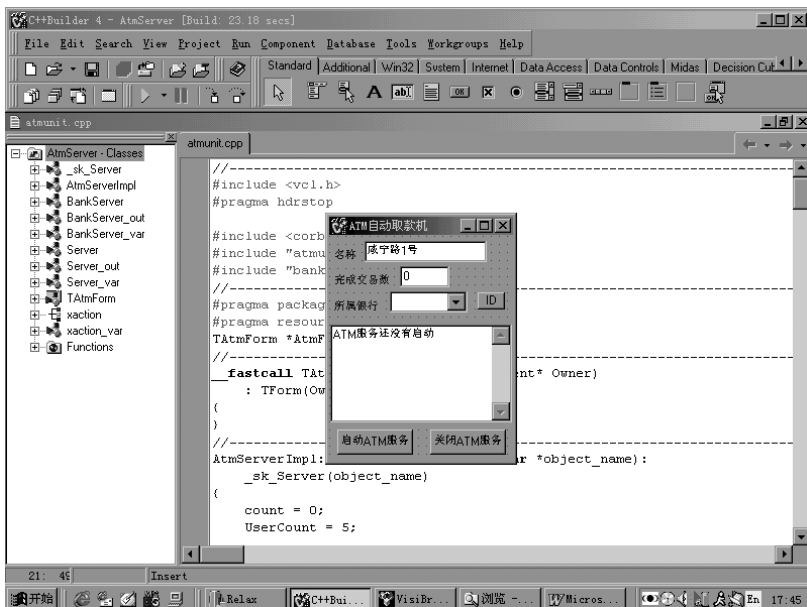 C++Builder 4 - AtmServer [Build: 23.18 secs]
File Edit Search View Project Run Component Database Tools Workgroups Help
Standard Additional Win32 System Internet Data Access Data Controls Midas Decision Cub
atmunit.cpp
AtmServer - Classes
_sk_Server
AtmServerImpl
BankServer
BankServer_out
BankServer_var
Server
Server_out
Server_var
TAtmForm
xaction
xaction_var
Functions
atmunit.cpp
//
#include <vcl.h>
#pragma hdrstop
#include <corb
#include "atmu
#include "bank
//
#pragma packag
#pragma resour
TAtmForm *AtmF
//
__fastcall TAt
nt* Owner)
: TForm(Ow
{
}
//
AtmServerImpl:
r *object_name):
_sk_Server(object_name)
{
count = 0;
UserCount = 5;
ATM自动取款机
名称 咸宁路1号
完成交易数 0
所属银行 ID
ATM服务还没有启动
启动ATM服务 关闭ATM服务
21: 49 Insert
开始 Relax C++Bui... VisiBr... 浏览 -... Micros... En 17:45